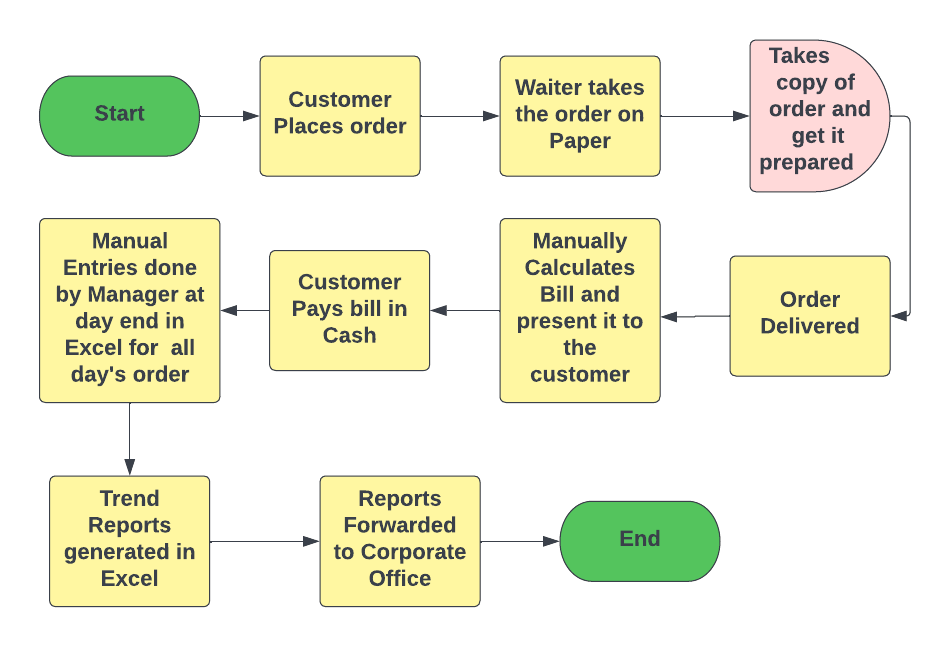 Start
Customer
Places order
Waiter takes
the order on
Paper
Takes
copy of
order and
get it
prepared
Order
Delivered
Manually
Calculates
Bill and
present it to
the
customer
Customer
Pays bill in
Cash
Manual
Entries done
by Manager at
day end in
Excel for  all
day's order
Trend
Reports
generated in
Excel
Reports
Forwarded
to Corporate
Office
End